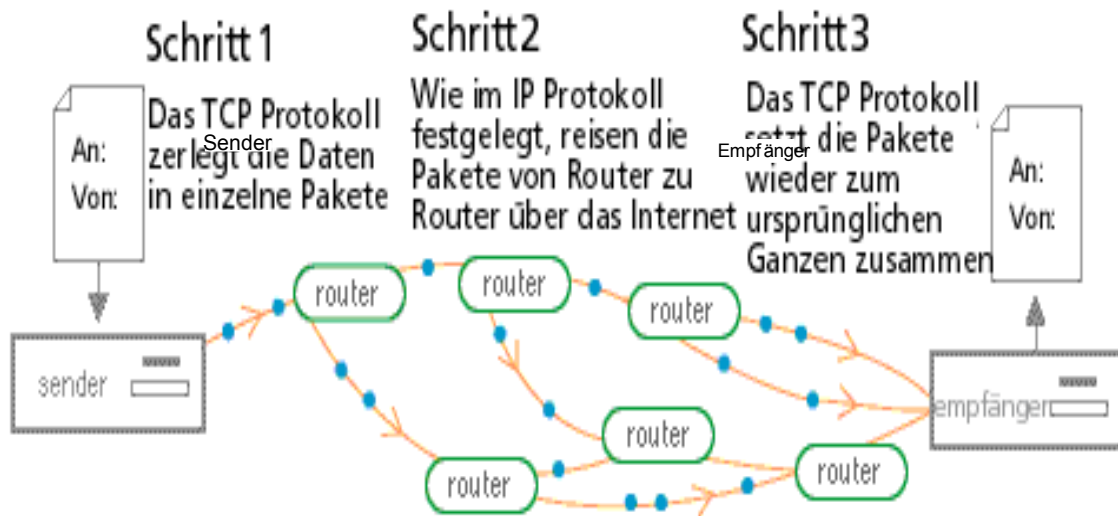 Schritt1
Das TCP Protokoll
zerlegt die Daten
in einzelne Pakete
Sender
Schritt2
Wie im IP Protokoll
festgelegt, reisen die
Pakete von Router zu
Router über das Internet
Schritt3
Das TCP Protokoll
setzt die Pakete
wieder zum
ursprünglichen
Ganzen zusammen
Empfänger
An:
Von:
An:
Von:
sender
router
router
router
router
router
router
empfänger